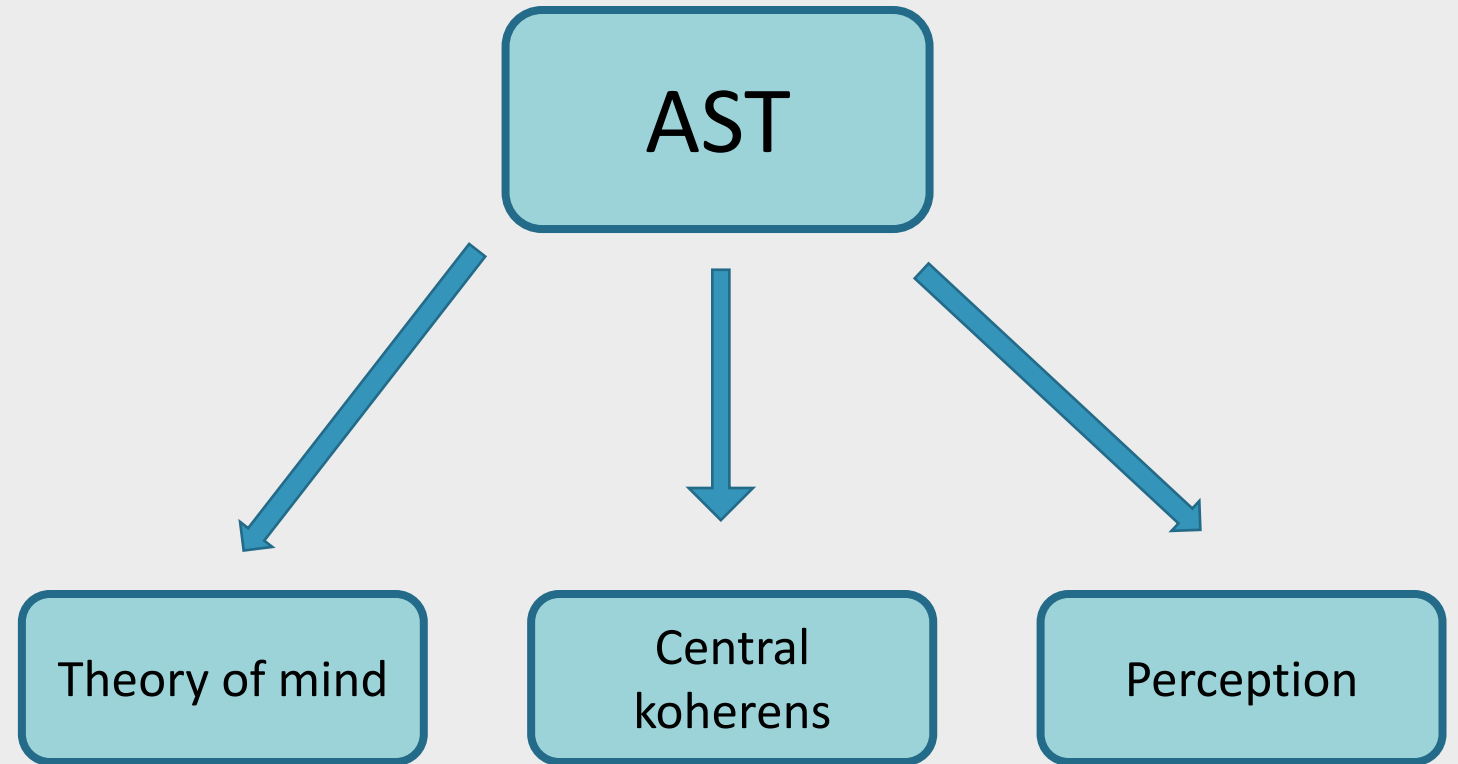 AST
Theory of mind
Central
koherens
Perception